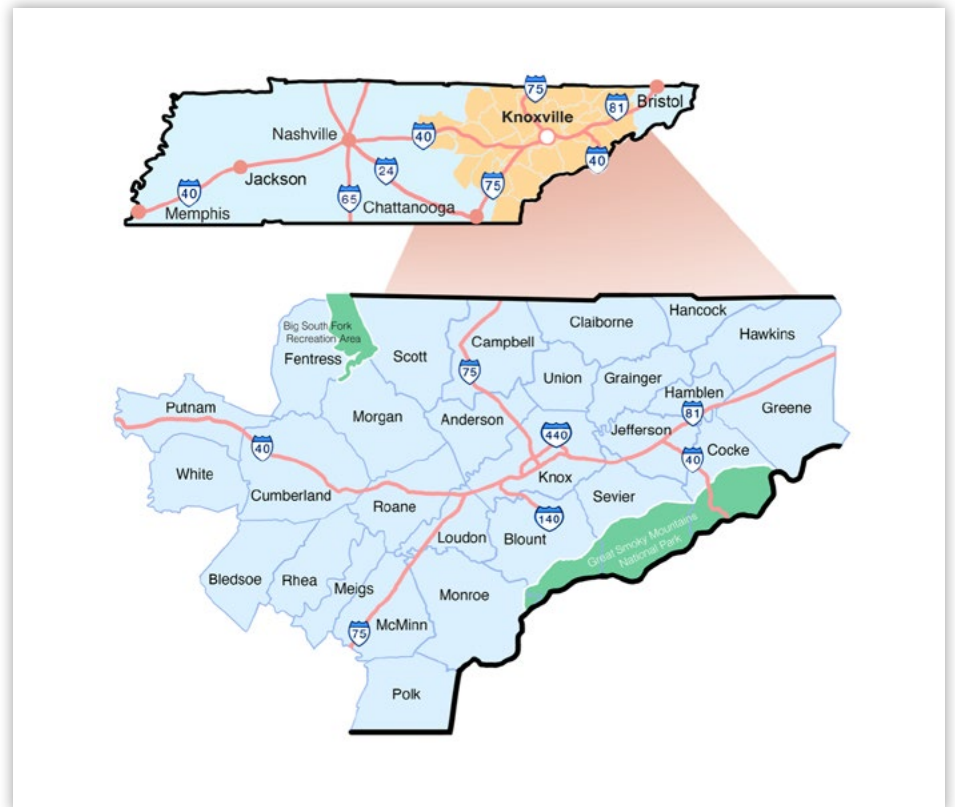 75
81
Bristol
Knoxville
Nashville
40
40
24
75
Jackson
40
65
Chattanooga
Memphis
Hancock
Claiborne
Big South Fork
Recreation Area
Hawkins
Fentress
Scott
Campbell
75
Union
Grainger
Hamblen
Putnam
Morgan
Anderson
81
Greene
440
Jefferson
40
Cocke
40
White
Knox
Cumberland
Sevier
Roane
140
Loudon
Blount
Great Smoky Mountains
National Park
Bledsoe
Rhea
Meigs
Monroe
75
McMinn
Polk